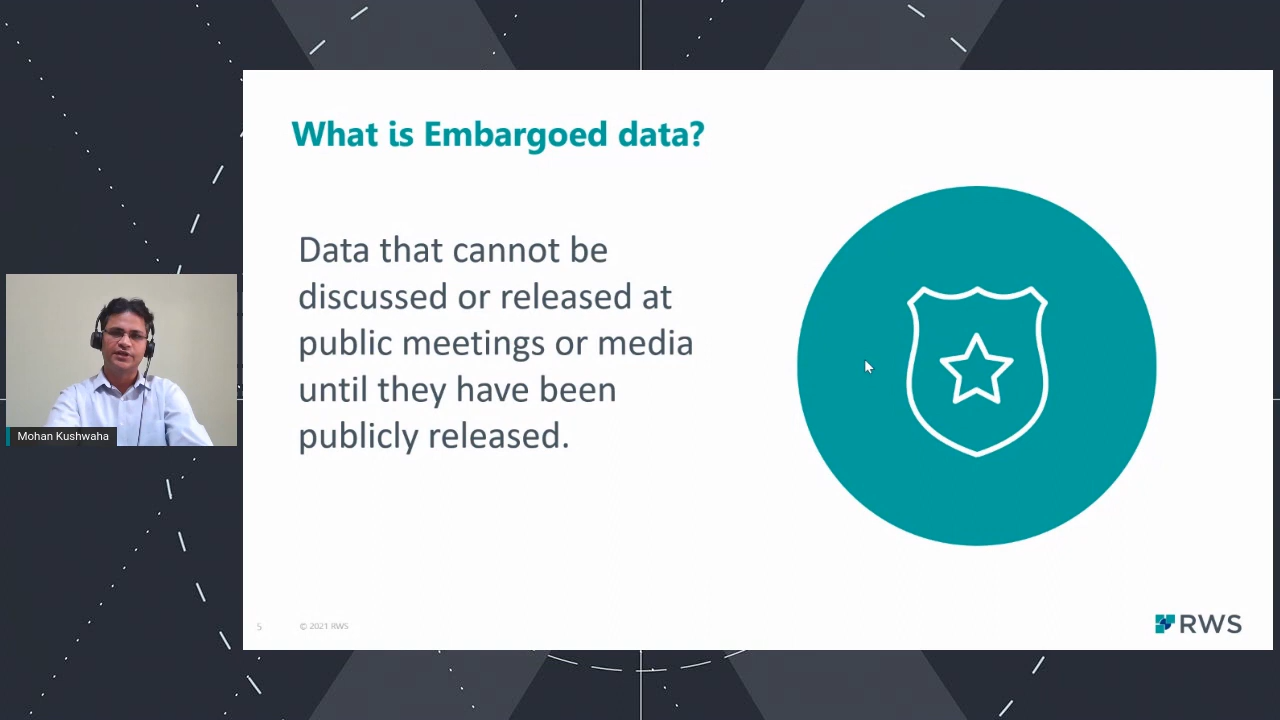 What is Embargoed data?
Data that cannot be
discussed or released at
public meetings or media
until they have been
publicly released.
Mohan Kushwaha
5
© 2021 RWS
RWS